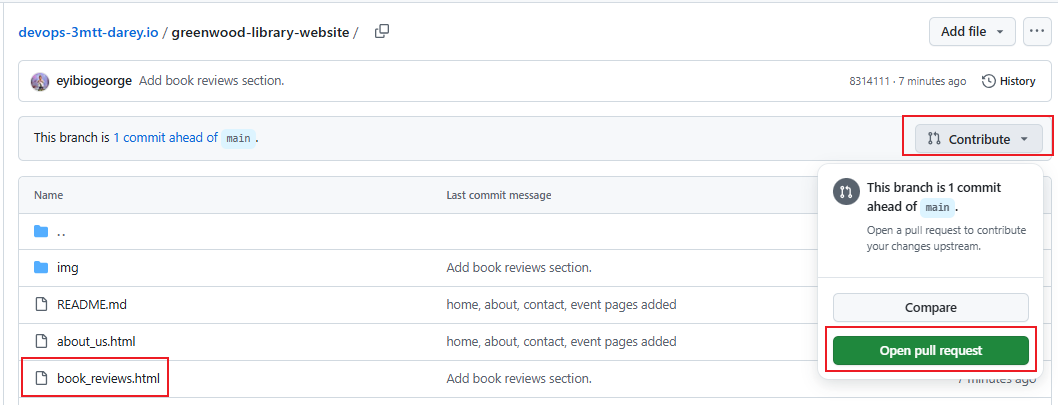 devops-3mtt-darey.io / greenwood-library-website /
Add file
eyibiogeorge Add book reviews section.
8314111 · 7 minutes ago
History
This branch is 1 commit ahead of main .
Contribute
This branch is 1 commit
ahead of main .
Open a pull request to contribute
your changes upstream.
Compare
Open pull request
Name
Last commit message
..
img
Add book reviews section.
README.md
home, about, contact, event pages added
about_us.html
home, about, contact, event pages added
book_reviews.html
Add book reviews section.
7 minutes ago